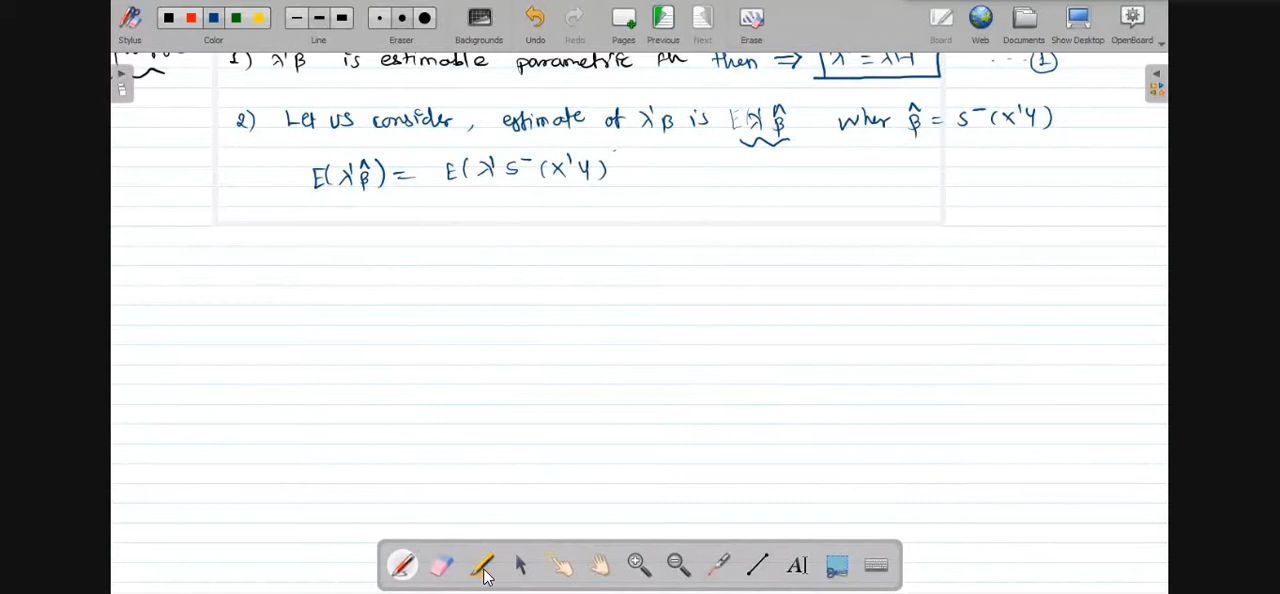 Stylus Color Line Eraser Backgrounds Undo Redo Pages Previous Next Erase Board Web Documents Show Desktop OpenBoard
1) λ'β is estimable parametric fn then ⇒ λ' = λ'H ... (1)
2) Let us consider, estimate of λ'β is λ'β̂ wher β̂ = S⁻(X'Y)
E(λ'β̂) = E(λ'S⁻(X'Y)
AI